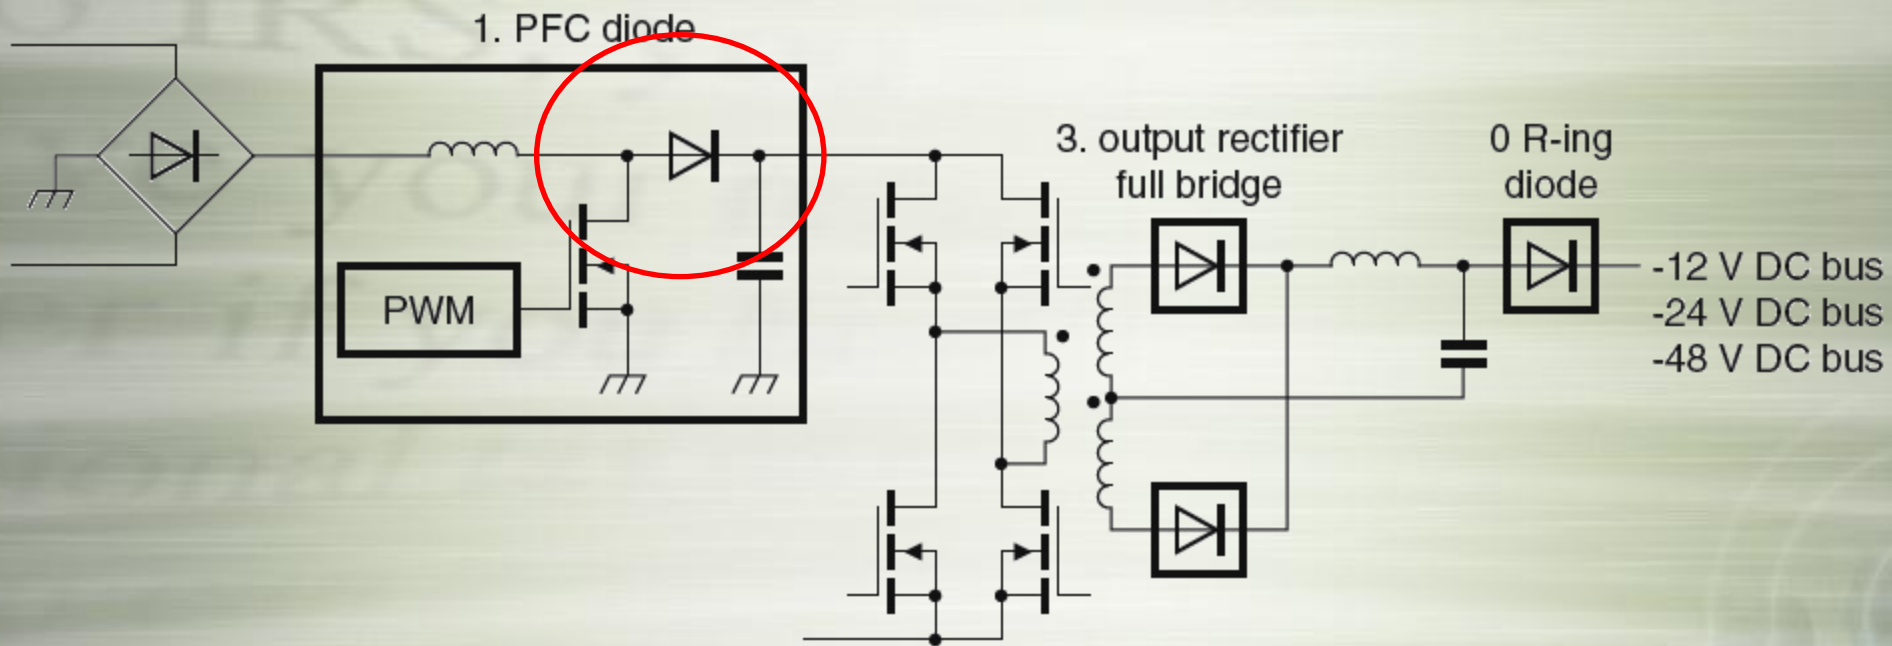 1. PFC diode
PWM
3. output rectifier
full bridge
0 R-ing
diode
-12 V DC bus
-24 V DC bus
-48 V DC bus